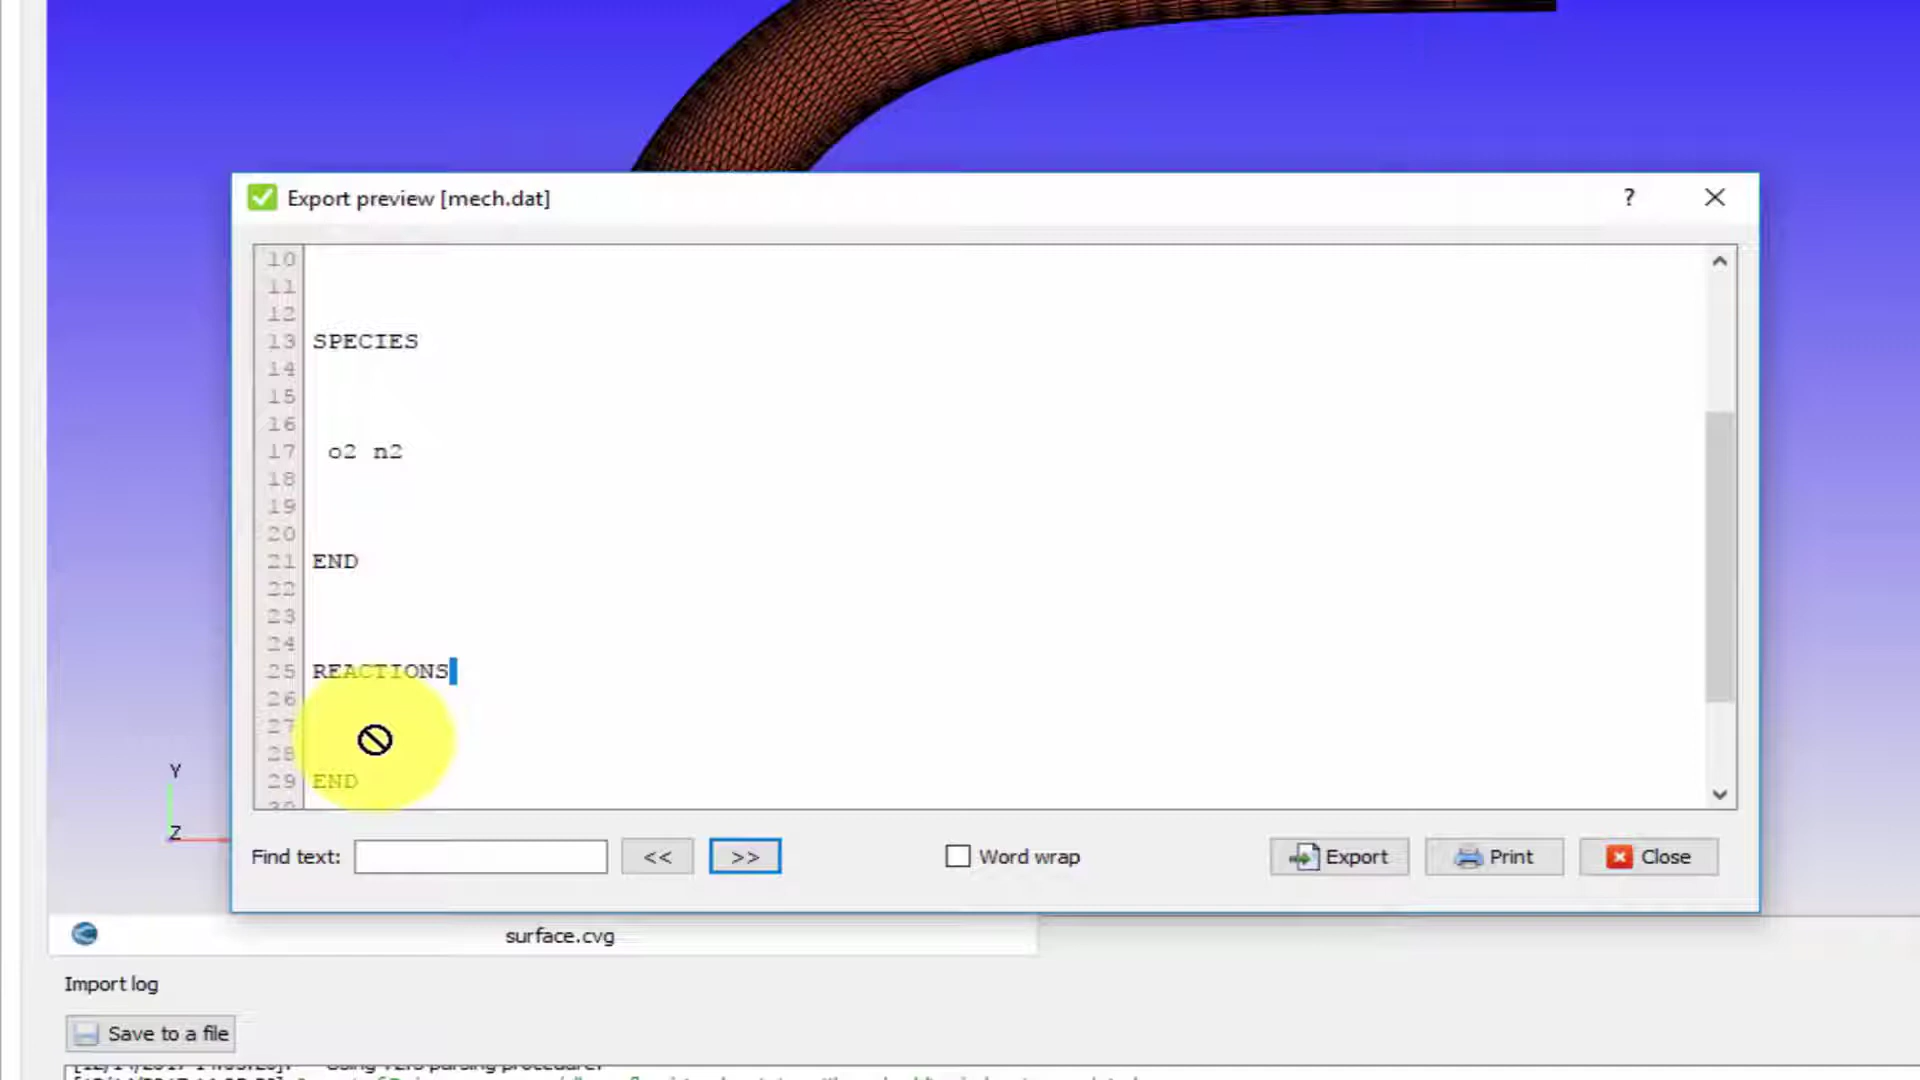 Export preview [mech.dat]
?
10
11
12
13 SPECIES
14
15
16
17 o2 n2
18
19
20
21 END
22
23
24
25 REACTIONS
26
27
28
29 END
30
Y
Z
Find text:
<<
>>
Word wrap
Export
Print
Close
surface.cvg
Import log
Save to a file